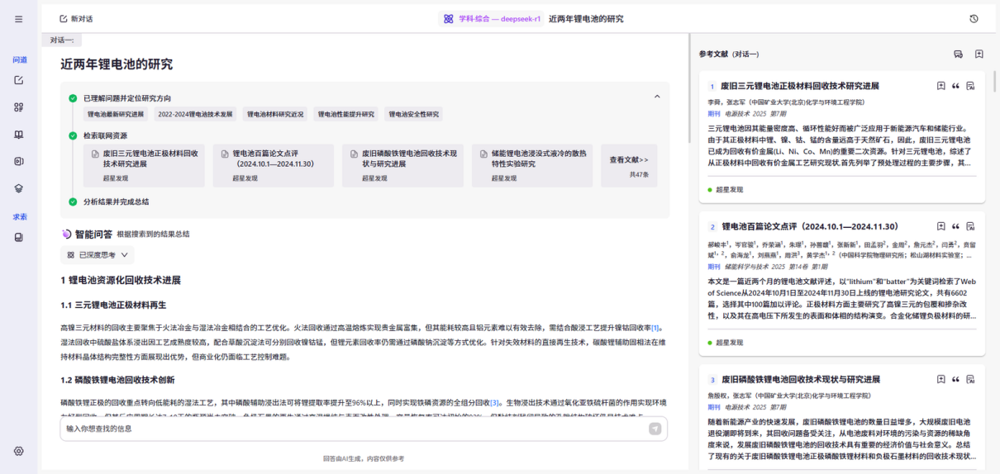 新对话
学科-综合 — deepseek-r1 近两年锂电池的研究
对话一:
问道
求索
近两年锂电池的研究
已理解问题并定位研究方向
锂电池最新研究进展 2022-2024锂电池技术发展 锂电池材料研究近况 锂电池性能提升研究 锂电池安全性研究
检索联网资源
废旧三元锂电池正极材料回收
技术研究进展
超星发现
锂电池百篇论文点评
（2024.10.1—2024.11.30）
超星发现
废旧磷酸铁锂电池回收技术现
状与研究进展
超星发现
储能锂电池浸没式液冷的散热
特性实验研究
超星发现
查看文献>>
共47条
分析结果并完成总结
智能问答 根据搜索到的结果总结
已深度思考
1 锂电池资源化回收技术进展
1.1 三元锂电池正极材料再生
高镍三元材料的回收主要聚焦于火法冶金与湿法冶金相结合的工艺优化。火法回收通过高温熔炼实现贵金属富集，但其能耗较高且铝元素难以有效去除，需结合酸浸工艺提升镍钴回收率[1]。
湿法回收中硫酸盐体系浸出因工艺成熟度较高，配合草酸沉淀法可分别回收镍钴锰，但锂元素回收率仍需通过磷酸钠沉淀等方式优化。针对失效材料的直接再生技术，碳酸锂辅助固相法在维
持材料晶体结构完整性方面展现出优势，但商业化仍面临工艺控制难题。
1.2 磷酸铁锂电池回收技术创新
磷酸铁锂正极的回收重点转向低能耗的湿法工艺，其中磷酸辅助浸出法可将锂提取率提升至96%以上，同时实现铁磷资源的全组分回收[3]。生物浸出技术通过氧化亚铁硫杆菌的作用实现环境
输入你想查找的信息
回答由AI生成，内容仅供参考
参考文献（对话一）
1 废旧三元锂电池正极材料回收技术研究进展
李舜，张志军（中国矿业大学(北京)化学与环境工程学院）
期刊 电源技术 2025 第7期
三元锂电池因其能量密度高、循环性能好而被广泛应用于新能源汽车和储能行业。
由于其正极材料中锂、镍、钴、锰的含量远高于天然矿石，因此，废旧三元锂电池
已成为回收有价金属(Li、Ni、Co、Mn)的重要二次资源。针对三元锂电池，综述了
从正极材料中回收有价金属工艺研究现状.首先列举了预处理过程的主要步骤，其...
超星发现
2 锂电池百篇论文点评（2024.10.1—2024.11.30）
郝峻丰1，岑官骏1，乔荣涵1，朱璟1，孙蔷馥1，张新新1，田孟羽2，金周2，詹元杰2，闫勇2，贲留
斌1, 2，俞海龙1，刘燕燕1，周洪3，黄学杰1, 2（中国科学院物理研究所；松山湖材料实验室；...
期刊 储能科学与技术 2025 第14卷 第1期
本文是一篇近两个月的锂电池文献评述，以“lithium”和“batter”为关键词检索了Web
of Science从2024年10月1日至2024年11月30日上线的锂电池研究论文，共有6602
篇，选择其中100篇加以评论。正极材料方面主要研究了高镍三元的包覆和掺杂改
性，以及其在高电压下所发生的表面和体相的结构演变。合金化储锂负极材料的研...
超星发现
3 废旧磷酸铁锂电池回收技术现状与研究进展
詹殷权，张志军（中国矿业大学(北京)化学与环境工程学院）
期刊 电源技术 2025 第7期
随着新能源产业的快速发展，废旧磷酸铁锂电池的数量日益增多，大规模废旧电池
退役潮即将到来，其回收问题备受关注，从电池废料对环境的污染与资源的稀缺角
度来说，发展废旧磷酸铁锂电池的回收技术具有重要的经济价值与社会意义。总结
了现有的关于废旧磷酸铁锂电池正极磷酸铁锂材料和负极石墨材料的回收技术现状...